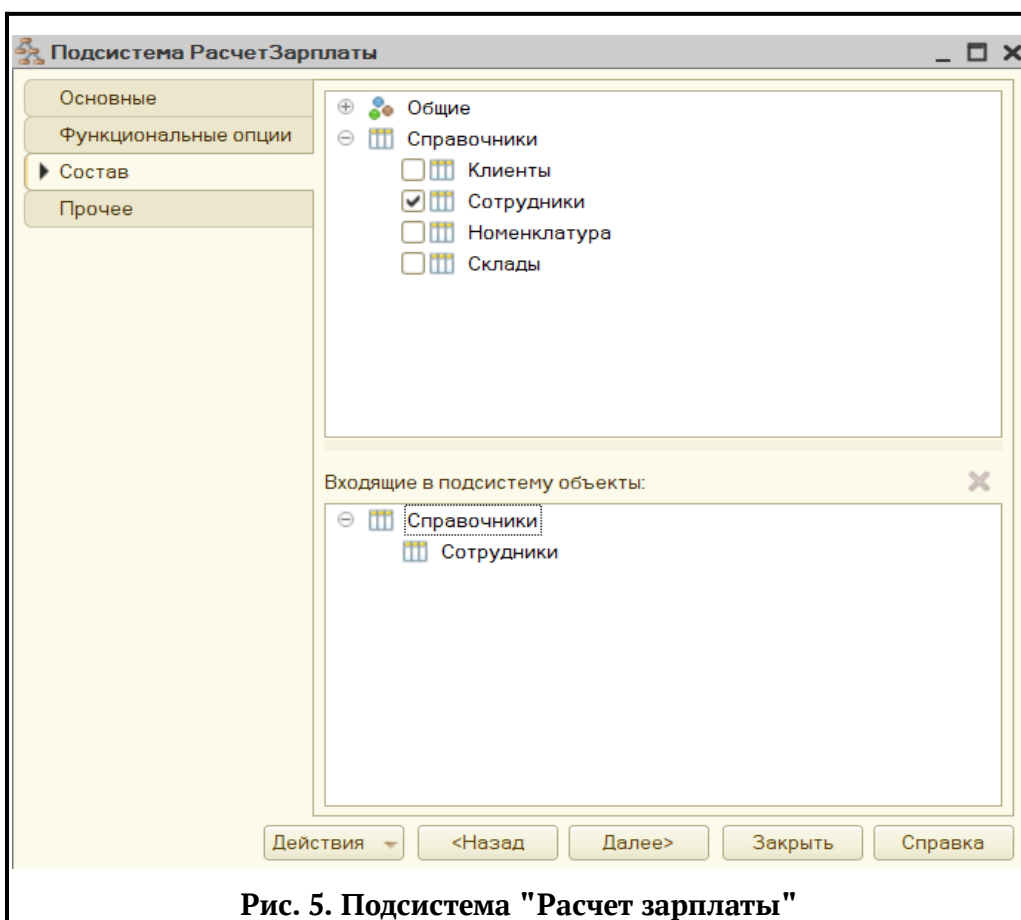 Подсистема РасчетЗарплаты
Основные
Функциональные опции
Состав
Прочее
Общие
Справочники
Клиенты
Сотрудники
Номенклатура
Склады
Входящие в подсистему объекты:
Справочники
Сотрудники
Действия
<Назад
Далее>
Закрыть
Справка
Рис. 5. Подсистема "Расчет зарплаты"